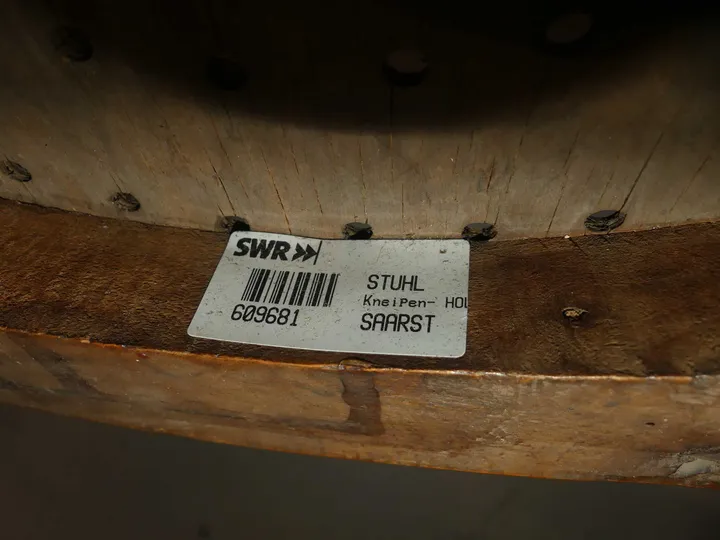 SWR
STUHL
Kneipen- HOL
609681
SAARST